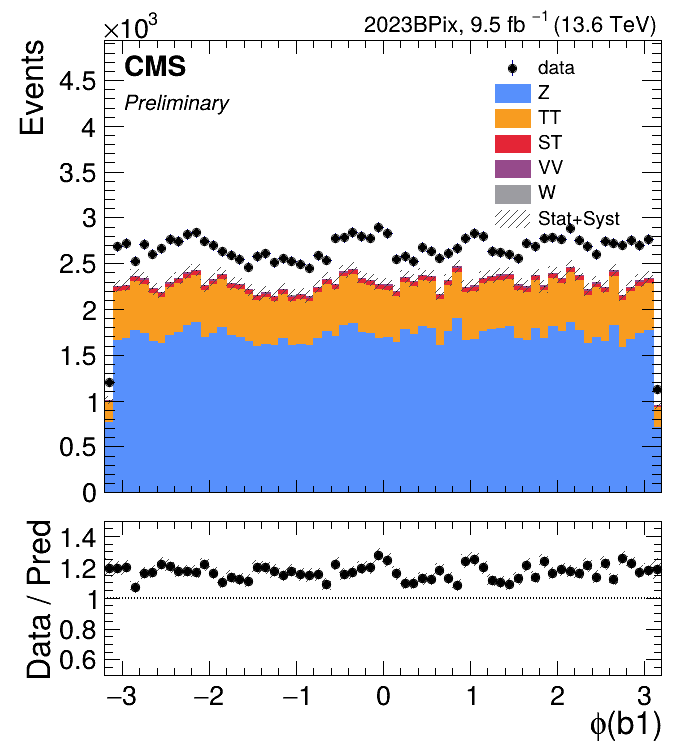 ×10³
2023BPix, 9.5 fb ⁻¹ (13.6 TeV)
CMS
Preliminary
Events
data
Z
TT
ST
VV
W
Stat+Syst
4.5
4
3.5
3
2.5
2
1.5
1
0.5
0
Data / Pred
1.4
1.2
1
0.8
0.6
−3 −2 −1 0 1 2 3
ϕ(b1)